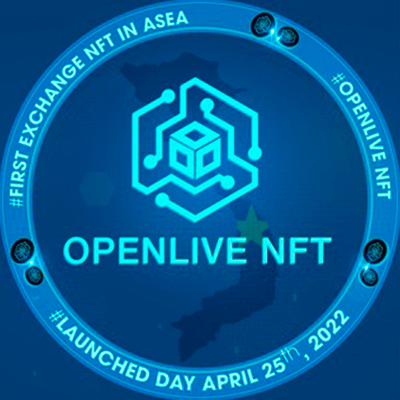 #FIRST EXCHANGE NFT IN ASEA
#OPENLIVE NFT
OPENLIVE NFT
#LAUNCHED DAY APRIL 25th, 2022